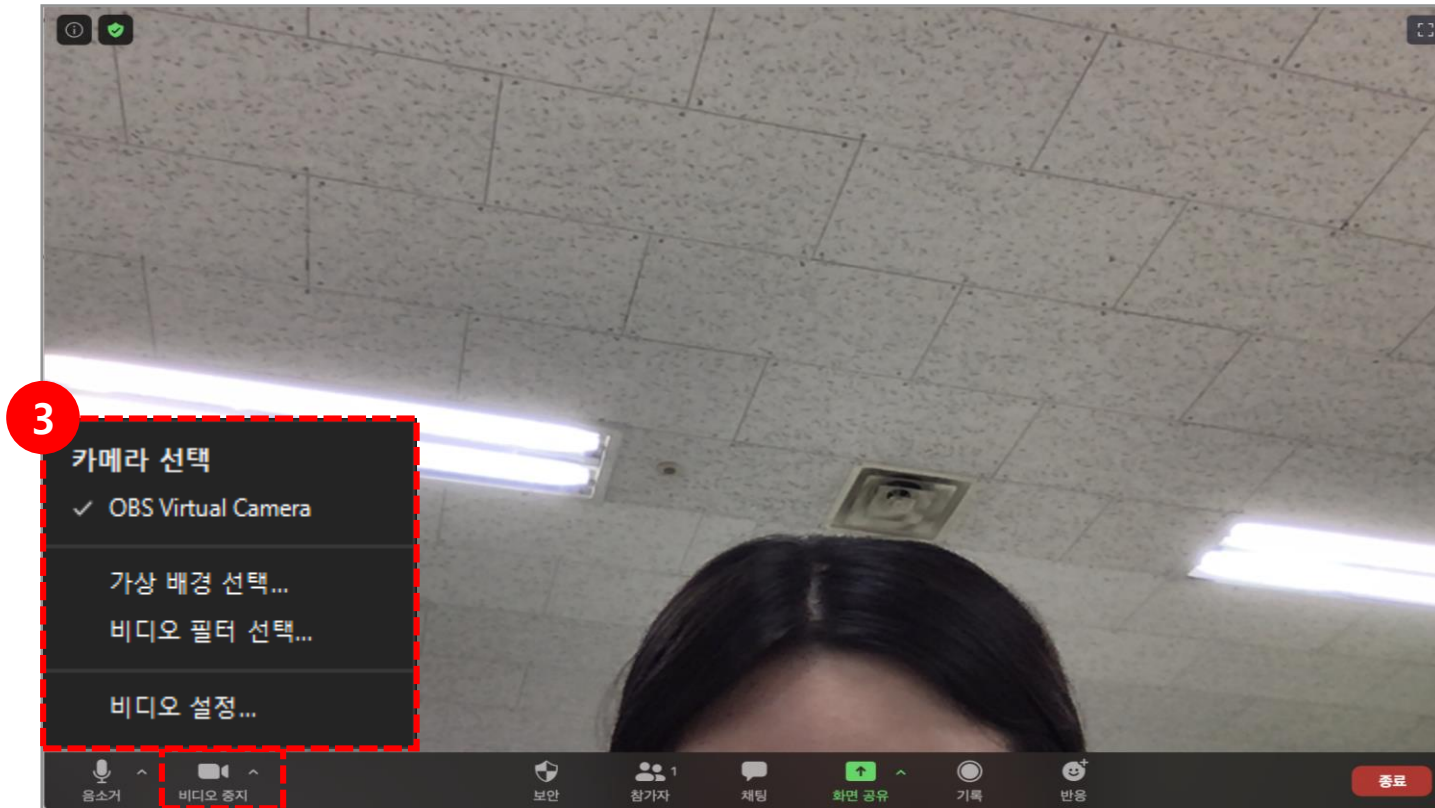 3
카메라 선택
OBS Virtual Camera
가상 배경 선택...
비디오 필터 선택...
비디오 설정...
음소거
비디오 중지
보안
참가자
1
채팅
화면 공유
기록
반응
종료